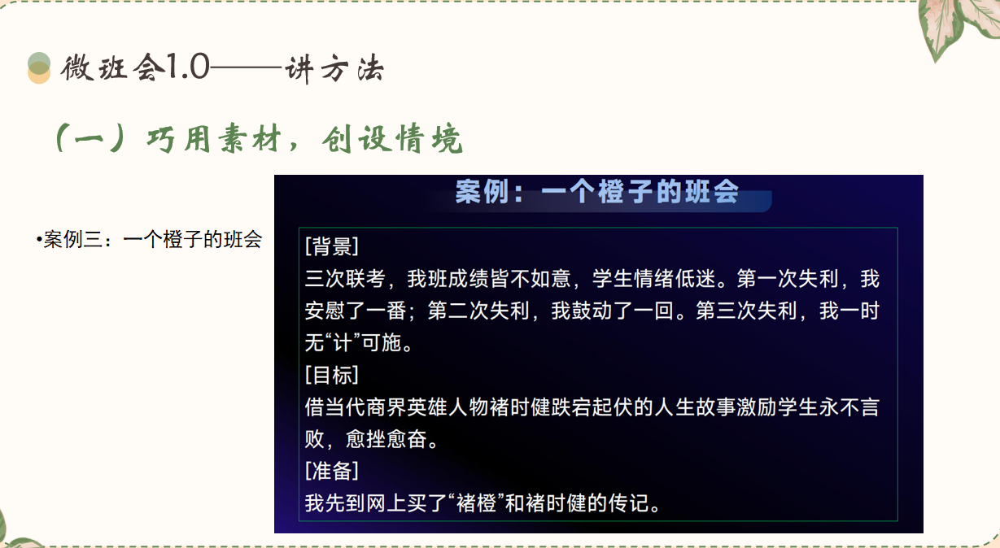 微班会1.0——讲方法
（一）巧用素材，创设情境
•案例三：一个橙子的班会
案例：一个橙子的班会
[背景]
三次联考，我班成绩皆不如意，学生情绪低迷。第一次失利，我
安慰了一番；第二次失利，我鼓动了一回。第三次失利，我一时
无“计”可施。
[目标]
借当代商界英雄人物褚时健跌宕起伏的人生故事激励学生永不言
败，愈挫愈奋。
[准备]
我先到网上买了“褚橙”和褚时健的传记。